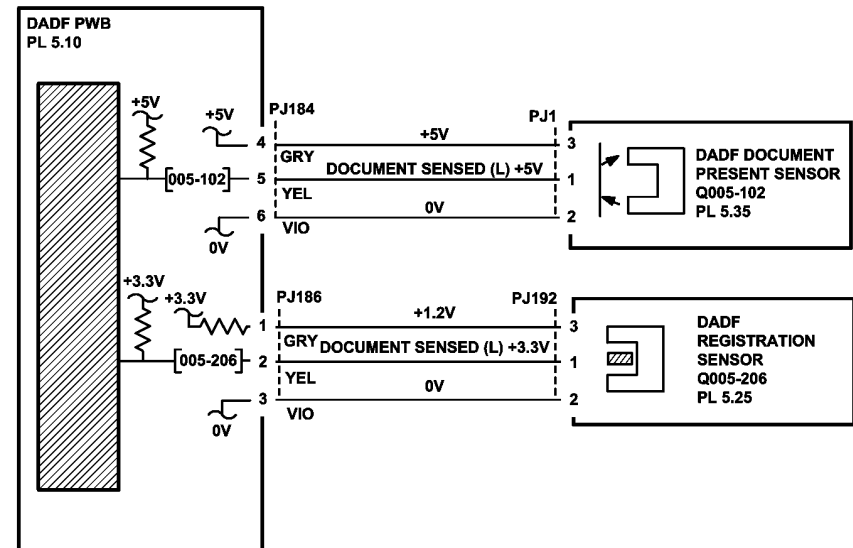 DADF PWB
PL 5.10
+5V
+5V
PJ184
PJ1
4
+5V
3
GRY
[005-102]
5
DOCUMENT SENSED (L) +5V
1
YEL
6
0V
2
VIO
0V
DADF DOCUMENT
PRESENT SENSOR
Q005-102
PL 5.35
+3.3V
+3.3V
PJ186
PJ192
1
+1.2V
3
GRY
[005-206]
2
DOCUMENT SENSED (L) +3.3V
1
YEL
3
0V
2
VIO
0V
DADF
REGISTRATION
SENSOR
Q005-206
PL 5.25